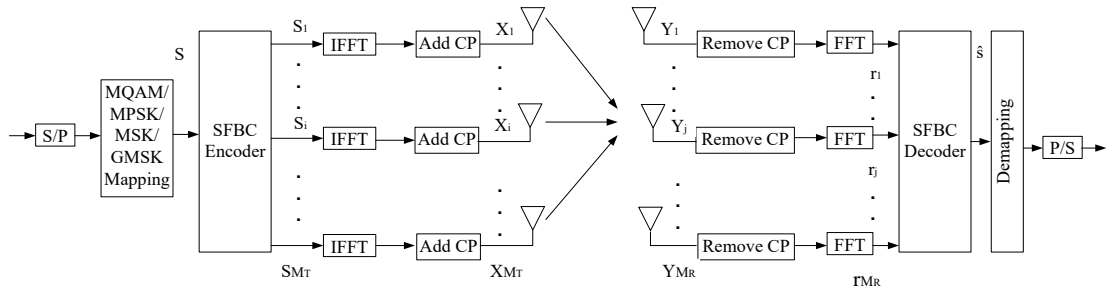 S/P
S
MQAM/
MPSK/
MSK/
GMSK
Mapping
SFBC
Encoder
S1
IFFT
Add CP
X1
Si
IFFT
Add CP
Xi
SMT
IFFT
Add CP
XMT
Y1
Remove CP
FFT
r1
Yj
Remove CP
FFT
rj
YMR
Remove CP
FFT
rMR
SFBC
Decoder
ŝ
Demapping
P/S